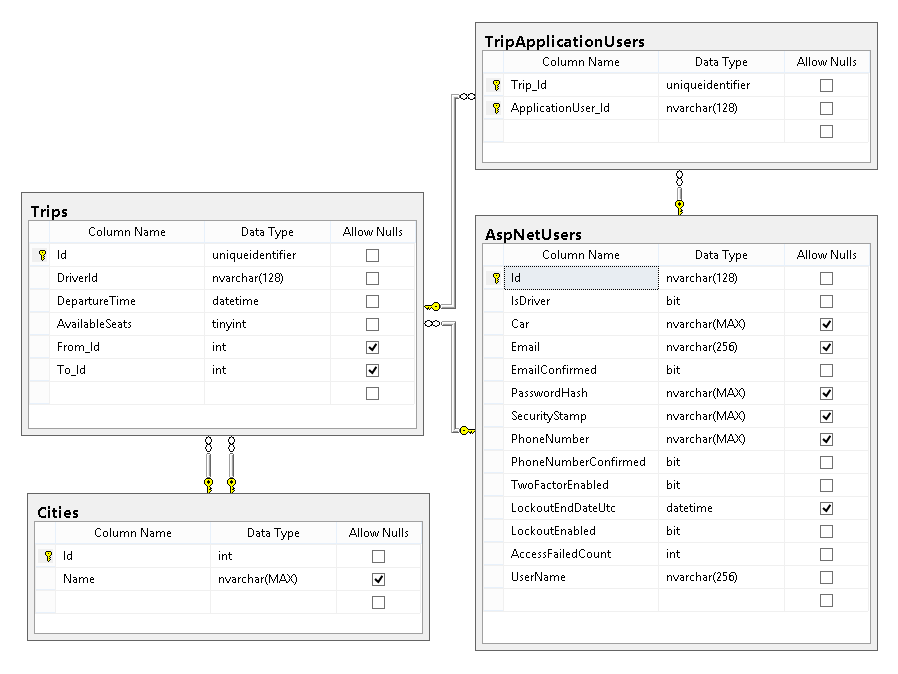 TripApplicationUsers
Column Name Data Type Allow Nulls
Trip_Id uniqueidentifier
ApplicationUser_Id nvarchar(128)
Trips
Column Name Data Type Allow Nulls
Id uniqueidentifier
DriverId nvarchar(128)
DepartureTime datetime
AvailableSeats tinyint
From_Id int
To_Id int
AspNetUsers
Column Name Data Type Allow Nulls
Id nvarchar(128)
IsDriver bit
Car nvarchar(MAX)
Email nvarchar(256)
EmailConfirmed bit
PasswordHash nvarchar(MAX)
SecurityStamp nvarchar(MAX)
PhoneNumber nvarchar(MAX)
PhoneNumberConfirmed bit
TwoFactorEnabled bit
LockoutEndDateUtc datetime
LockoutEnabled bit
AccessFailedCount int
UserName nvarchar(256)
Cities
Column Name Data Type Allow Nulls
Id int
Name nvarchar(MAX)